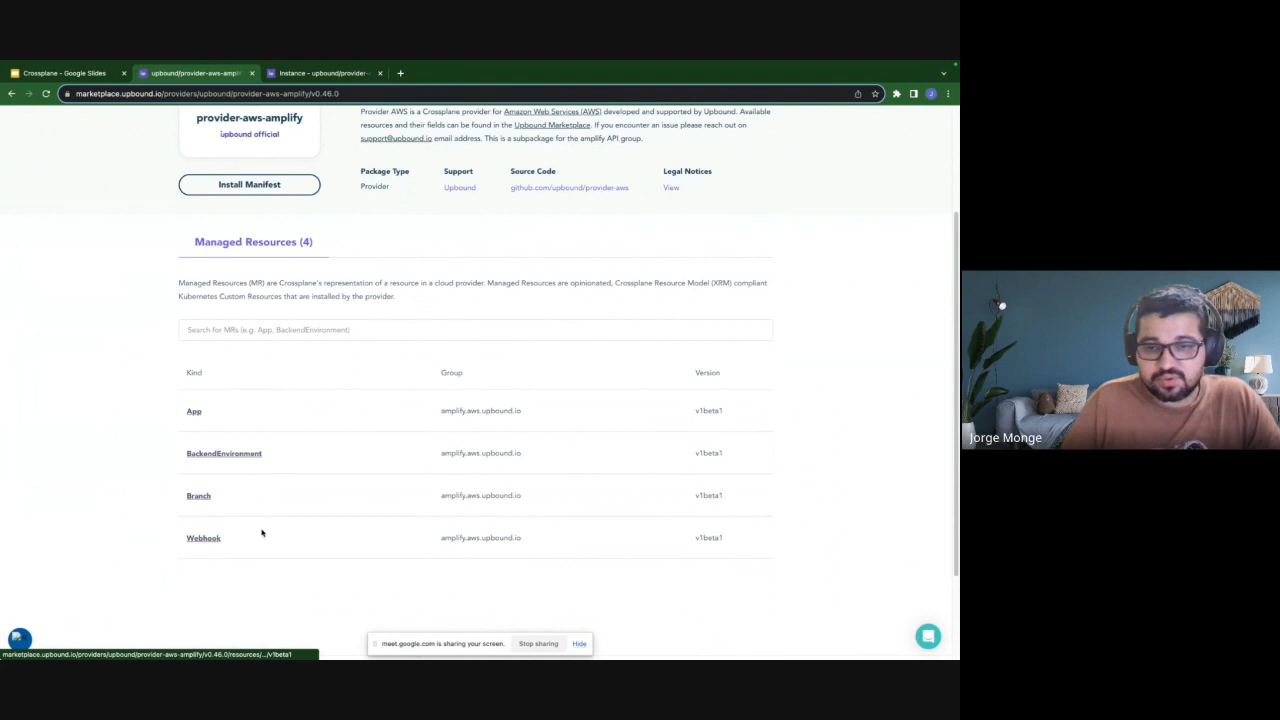 Crossplane - Google Slides
upbound/provider-aws-amplif
Instance - upbound/provider-
marketplace.upbound.io/providers/upbound/provider-aws-amplify/v0.46.0
provider-aws-amplify
upbound official
Install Manifest
Provider AWS is a Crossplane provider for Amazon Web Services (AWS) developed and supported by Upbound. Available
resources and their fields can be found in the Upbound Marketplace. If you encounter an issue please reach out on
support@upbound.io email address. This is a subpackage for the amplify API group.
Package Type
Support
Source Code
Legal Notices
Provider
Upbound
github.com/upbound/provider-aws
View
Managed Resources (4)
Managed Resources (MR) are Crossplane's representation of a resource in a cloud provider. Managed Resources are opinionated, Crossplane Resource Model (XRM) compliant
Kubernetes Custom Resources that are installed by the provider.
Search for MRs (e.g. App, BackendEnvironment)
Kind Group Version
App amplify.aws.upbound.io v1beta1
BackendEnvironment amplify.aws.upbound.io v1beta1
Branch amplify.aws.upbound.io v1beta1
Webhook amplify.aws.upbound.io v1beta1
meet.google.com is sharing your screen. Stop sharing Hide
marketplace.upbound.io/providers/upbound/provider-aws-amplify/v0.46.0/resources/.../v1beta1
J
Jorge Monge